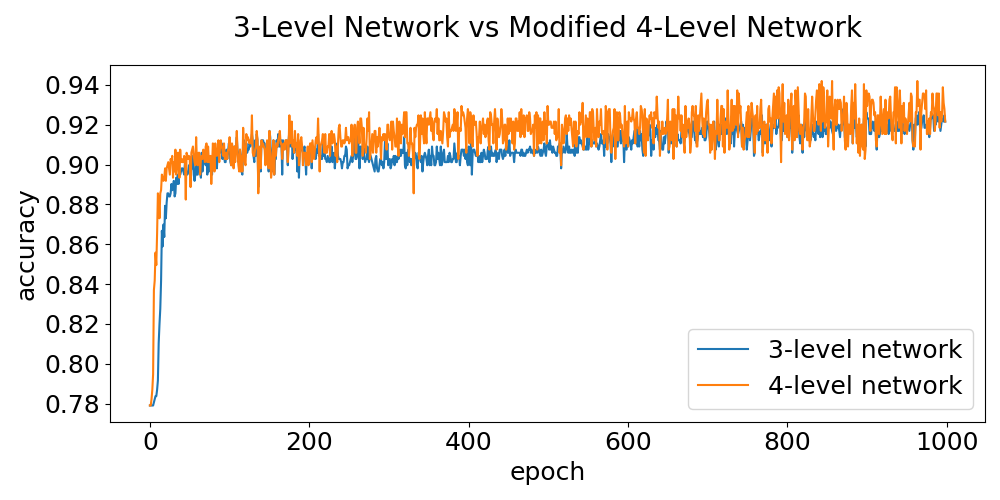 3-Level Network vs Modified 4-Level Network
0.94
0.92
0.90
0.88
0.86
0.84
0.82
0.80
0.78
accuracy
3-level network
4-level network
0 200 400 600 800 1000
epoch